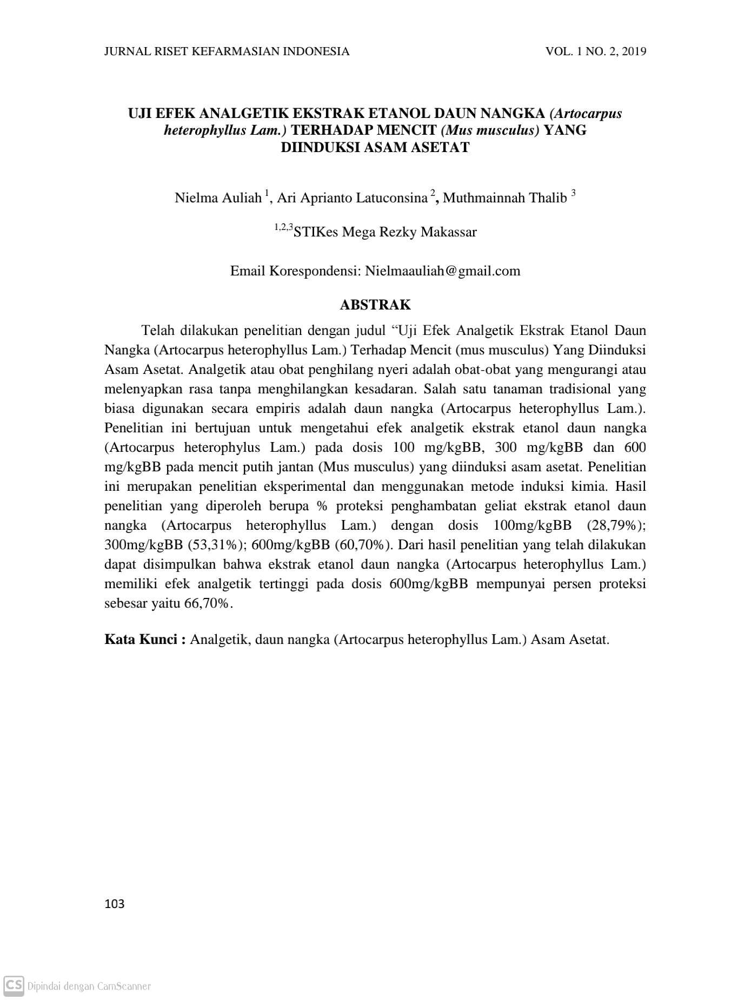 JURNAL RISET KEFARMASIAN INDONESIA VOL. 1 NO. 2, 2019
UJI EFEK ANALGETIK EKSTRAK ETANOL DAUN NANGKA (Artocarpus
heterophyllus Lam.) TERHADAP MENCIT (Mus musculus) YANG
DIINDUKSI ASAM ASETAT
Nielma Auliah 1, Ari Aprianto Latuconsina 2, Muthmainnah Thalib 3
1,2,3STIKes Mega Rezky Makassar
Email Korespondensi: Nielmaauliah@gmail.com
ABSTRAK
Telah dilakukan penelitian dengan judul “Uji Efek Analgetik Ekstrak Etanol Daun
Nangka (Artocarpus heterophyllus Lam.) Terhadap Mencit (mus musculus) Yang Diinduksi
Asam Asetat. Analgetik atau obat penghilang nyeri adalah obat-obat yang mengurangi atau
melenyapkan rasa tanpa menghilangkan kesadaran. Salah satu tanaman tradisional yang
biasa digunakan secara empiris adalah daun nangka (Artocarpus heterophyllus Lam.).
Penelitian ini bertujuan untuk mengetahui efek analgetik ekstrak etanol daun nangka
(Artocarpus heterophylus Lam.) pada dosis 100 mg/kgBB, 300 mg/kgBB dan 600
mg/kgBB pada mencit putih jantan (Mus musculus) yang diinduksi asam asetat. Penelitian
ini merupakan penelitian eksperimental dan menggunakan metode induksi kimia. Hasil
penelitian yang diperoleh berupa % proteksi penghambatan geliat ekstrak etanol daun
nangka (Artocarpus heterophyllus Lam.) dengan dosis 100mg/kgBB (28,79%);
300mg/kgBB (53,31%); 600mg/kgBB (60,70%). Dari hasil penelitian yang telah dilakukan
dapat disimpulkan bahwa ekstrak etanol daun nangka (Artocarpus heterophyllus Lam.)
memiliki efek analgetik tertinggi pada dosis 600mg/kgBB mempunyai persen proteksi
sebesar yaitu 66,70%.
Kata Kunci : Analgetik, daun nangka (Artocarpus heterophyllus Lam.) Asam Asetat.
103
CS Dipindai dengan CamScanner